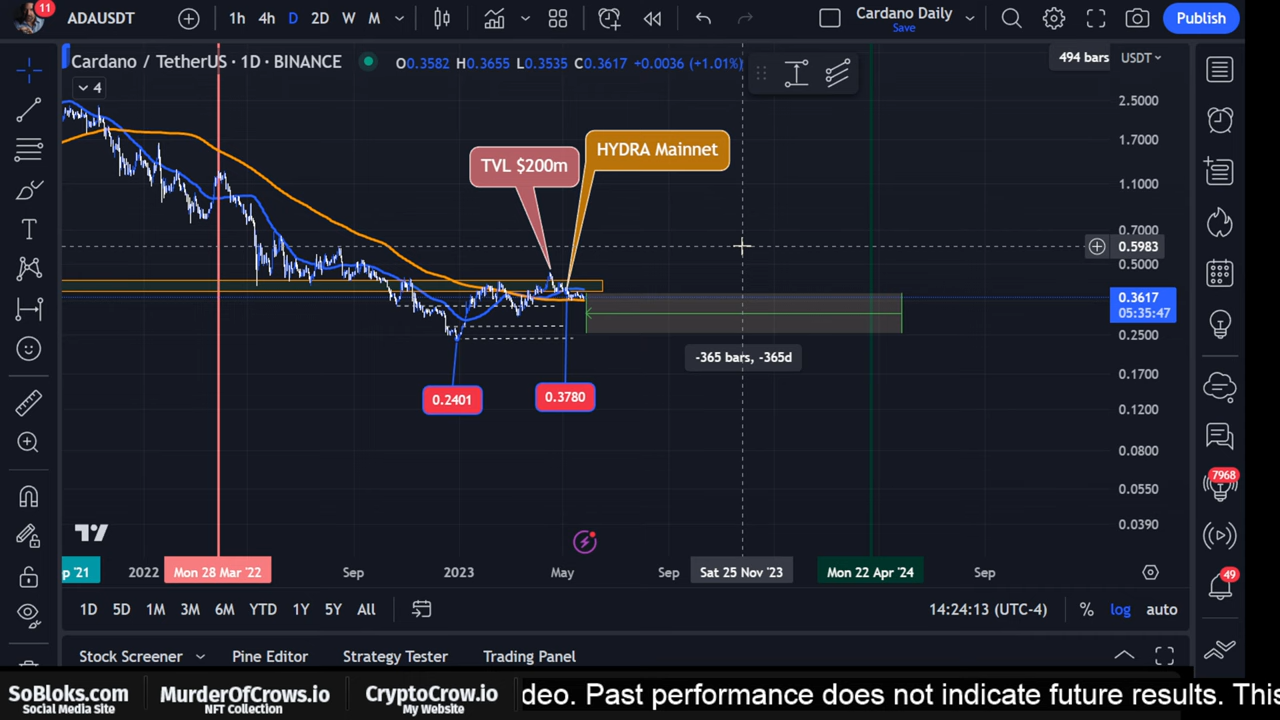 11
ADAUSDT
1h 4h D 2D W M
Cardano Daily
Save
Publish
Cardano / TetherUS · 1D · BINANCE
O0.3582 H0.3655 L0.3535 C0.3617 +0.0036 (+1.01%)
494 bars
USDT
4
2.5000
1.7000
1.1000
0.7000
0.5983
0.5000
0.3617
05:35:47
0.2500
0.1700
0.1200
0.0800
0.0550
0.0390
TVL $200m
HYDRA Mainnet
-365 bars, -365d
0.2401
0.3780
7968
p '21
2022
Mon 28 Mar '22
Sep
2023
May
Sep
Sat 25 Nov '23
Mon 22 Apr '24
Sep
1D 5D 1M 3M 6M YTD 1Y 5Y All
14:24:13 (UTC-4)
% log auto
49
Stock Screener
Pine Editor
Strategy Tester
Trading Panel
SoBloks.com
Social Media Site
MurderOfCrows.io
NFT Collection
CryptoCrow.io
My Website
deo. Past performance does not indicate future results. This